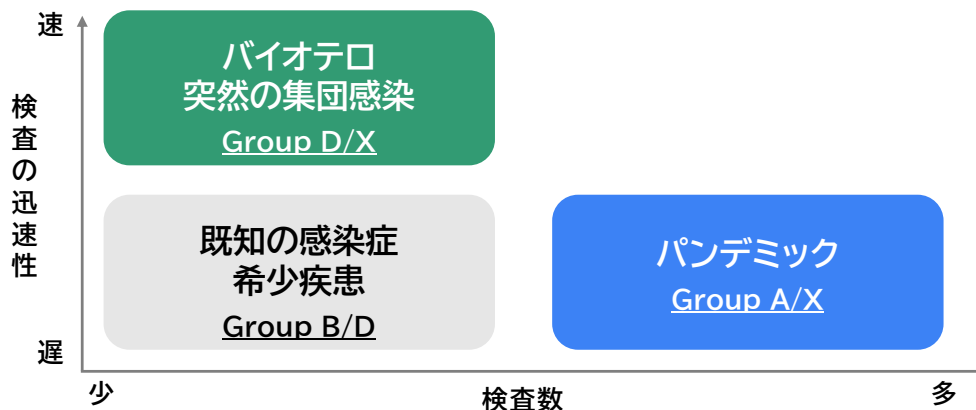 速
検査の迅速性
遅
バイオテロ
突然の集団感染
Group D/X
既知の感染症
希少疾患
Group B/D
パンデミック
Group A/X
少
検査数
多